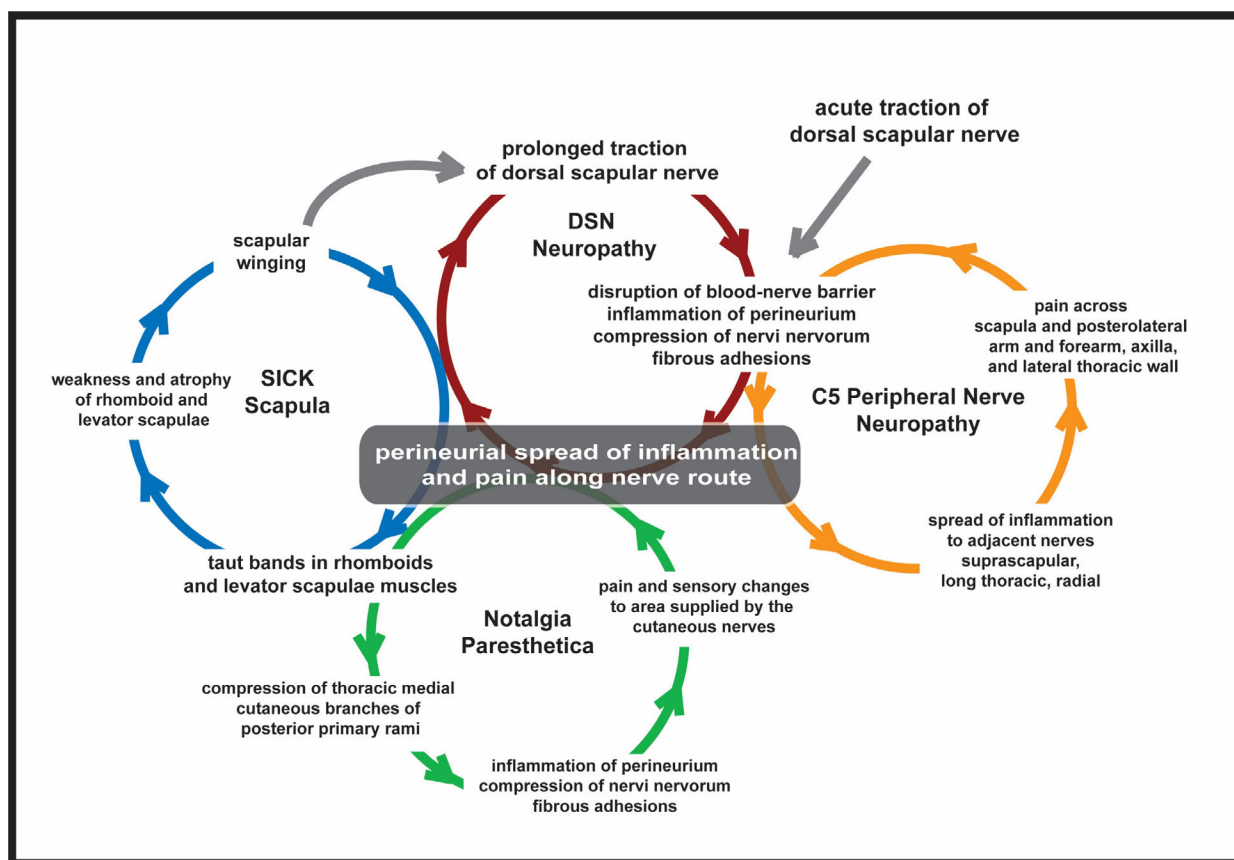 acute traction of
dorsal scapular nerve
prolonged traction
of dorsal scapular nerve
DSN
Neuropathy
scapular
winging
disruption of blood-nerve barrier
inflammation of perineurium
compression of nervi nervorum
fibrous adhesions
pain across
scapula and posterolateral
arm and forearm, axilla,
and lateral thoracic wall
weakness and atrophy
of rhomboid and
levator scapulae
SICK
Scapula
C5 Peripheral Nerve
Neuropathy
perineurial spread of inflammation
and pain along nerve route
spread of inflammation
to adjacent nerves
suprascapular,
long thoracic, radial
taut bands in rhomboids
and levator scapulae muscles
pain and sensory changes
to area supplied by the
cutaneous nerves
Notalgia
Paresthetica
compression of thoracic medial
cutaneous branches of
posterior primary rami
inflammation of perineurium
compression of nervi nervorum
fibrous adhesions